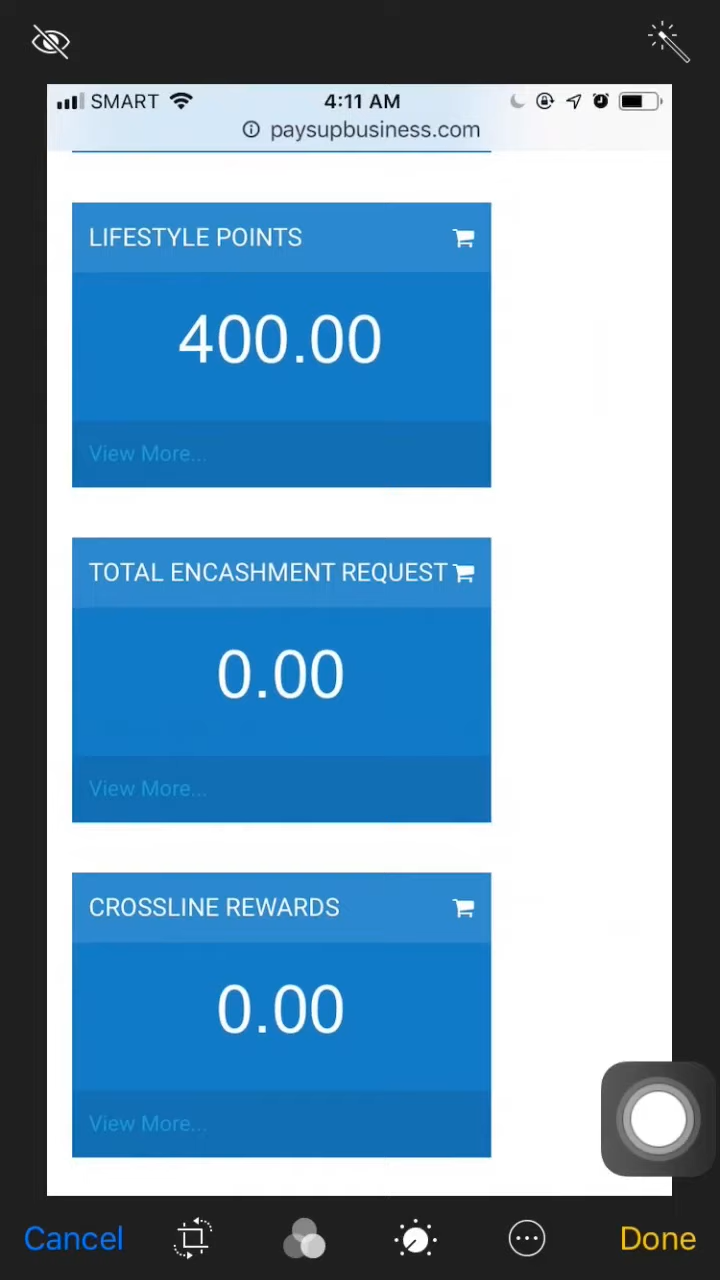 SMART 4:11 AM
paysupbusiness.com
LIFESTYLE POINTS
400.00
View More...
TOTAL ENCASHMENT REQUEST
0.00
View More...
CROSSLINE REWARDS
0.00
View More...
Cancel Done